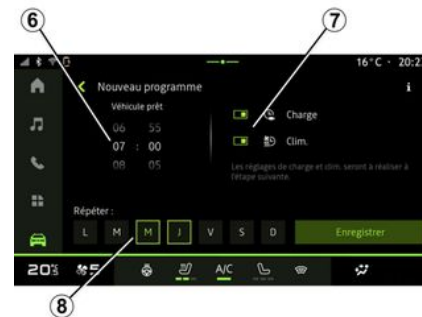 6
7
16°C · 20:2
Nouveau programme
i
Véhicule prêt
06 55
07 : 00
08 05
Charge
Clim.
Les réglages de charge et clim. seront à réaliser à
l'étape suivante.
Répéter :
L M M J V S D
Enregistrer
A/C
8